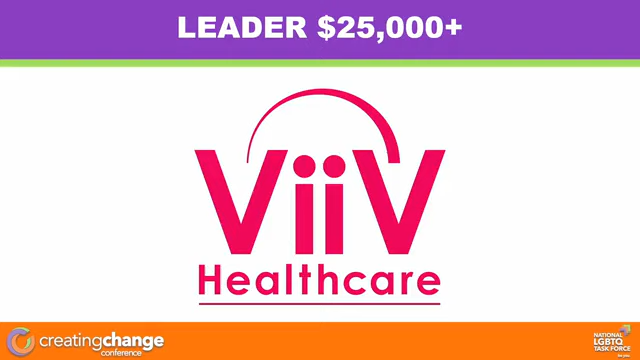 LEADER $25,000+
ViiV
Healthcare
creatingchange
conference
NATIONAL
LGBTQ
TASK FORCE